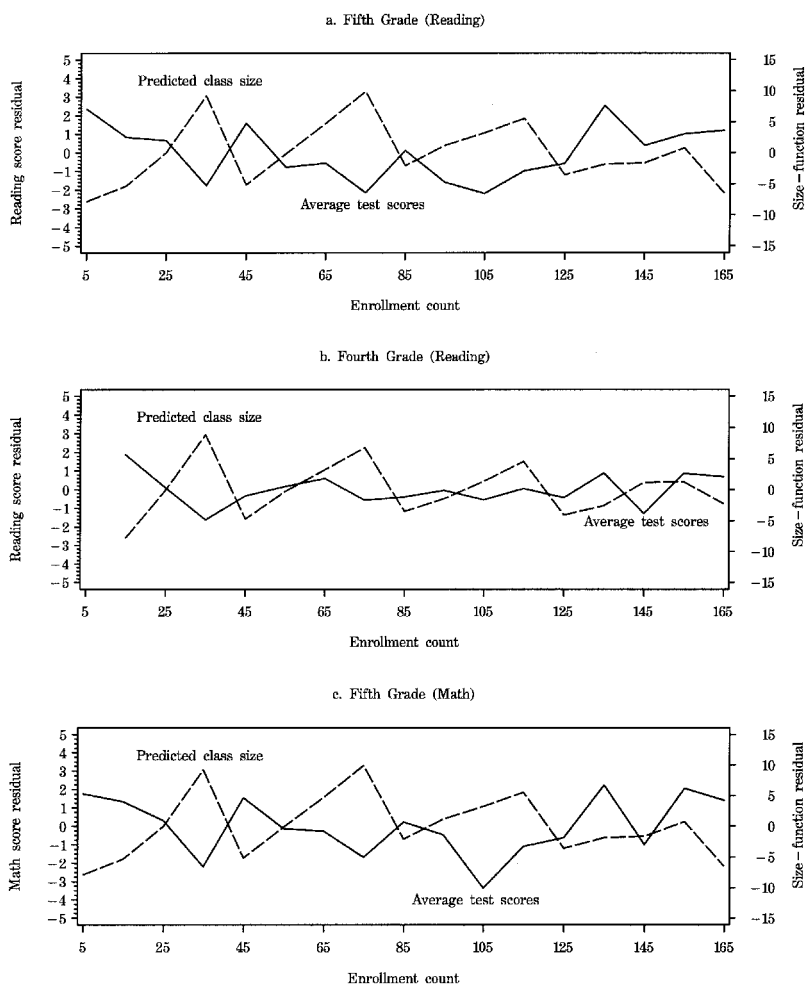 a. Fifth Grade (Reading)
Reading score residual
5
4
3
2
1
0
−1
−2
−3
−4
−5
Predicted class size
Average test scores
15
10
5
0
−5
−10
−15
Size−function residual
5 25 45 65 85 105 125 145 165
Enrollment count
b. Fourth Grade (Reading)
Reading score residual
5
4
3
2
1
0
−1
−2
−3
−4
−5
Predicted class size
Average test scores
15
10
5
0
−5
−10
−15
Size−function residual
5 25 45 65 85 105 125 145 165
Enrollment count
c. Fifth Grade (Math)
Math score residual
5
4
3
2
1
0
−1
−2
−3
−4
−5
Predicted class size
Average test scores
15
10
5
0
−5
−10
−15
Size−function residual
5 25 45 65 85 105 125 145 165
Enrollment count